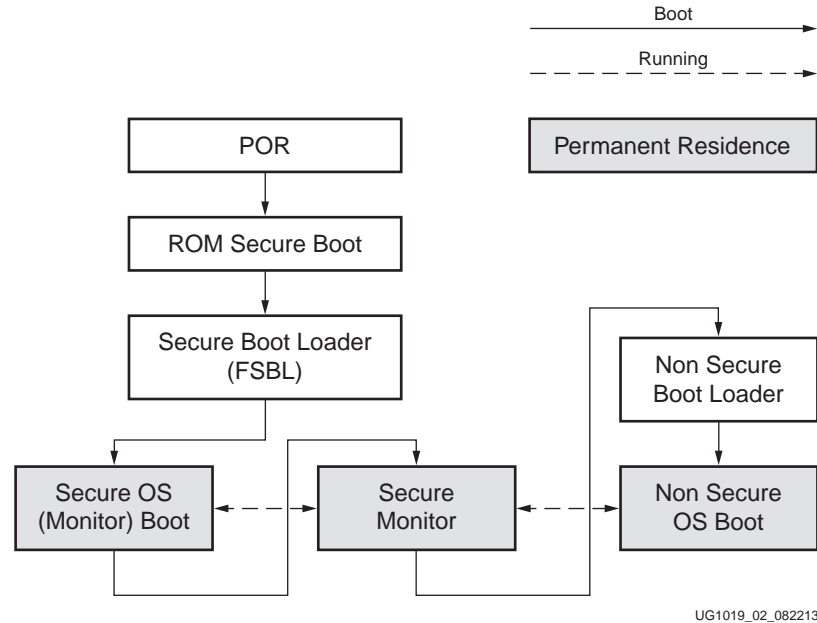 Boot
Running
POR
Permanent Residence
ROM Secure Boot
Secure Boot Loader
(FSBL)
Non Secure
Boot Loader
Secure OS
(Monitor) Boot
Secure
Monitor
Non Secure
OS Boot
UG1019_02_082213